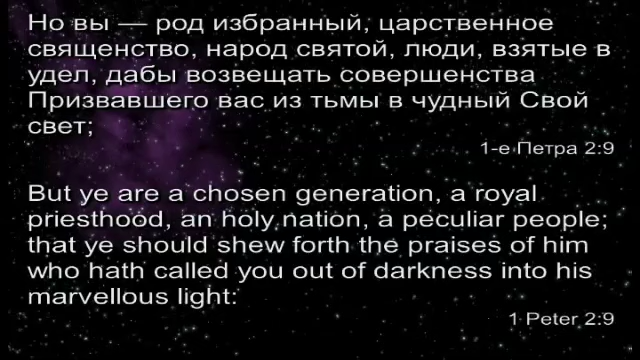 Но вы — род избранный, царственное
священство, народ святой, люди, взятые в
удел, дабы возвещать совершенства
Призвавшего вас из тьмы в чудный Свой
свет;
1-е Петра 2:9
But ye are a chosen generation, a royal
priesthood, an holy nation, a peculiar people;
that ye should shew forth the praises of him
who hath called you out of darkness into his
marvellous light:
1 Peter 2:9